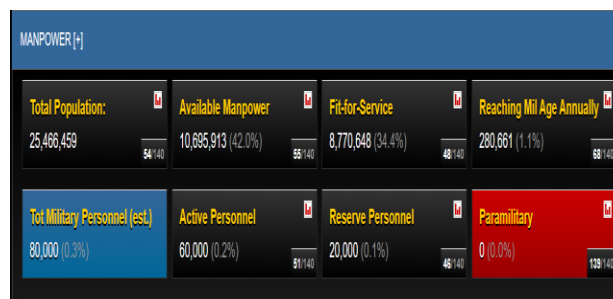 MANPOWER [+]
Total Population:
25,466,459
54/140
Available Manpower
10,695,913 (42.0%)
55/140
Fit-for-Service
8,770,648 (34.4%)
48/140
Reaching Mil Age Annually
280,661 (1.1%)
68/140
Tot Military Personnel (est.)
80,000 (0.3%)
Active Personnel
60,000 (0.2%)
51/140
Reserve Personnel
20,000 (0.1%)
46/140
Paramilitary
0 (0.0%)
139/140